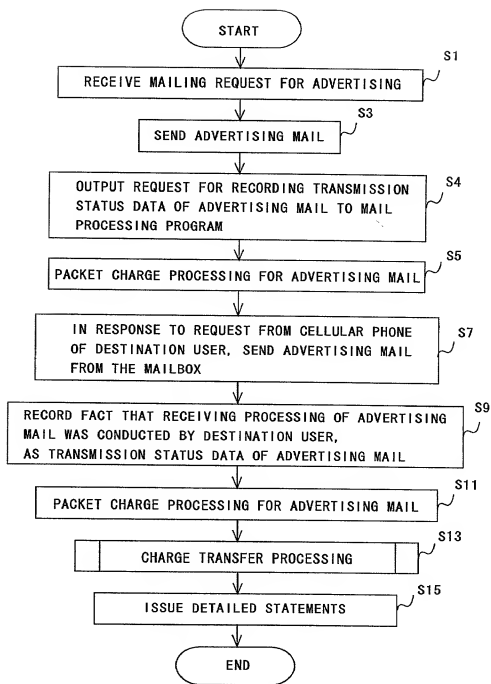 START
S1
RECEIVE MAILING REQUEST FOR ADVERTISING
S3
SEND ADVERTISING MAIL
S4
OUTPUT REQUEST FOR RECORDING TRANSMISSION
STATUS DATA OF ADVERTISING MAIL TO MAIL
PROCESSING PROGRAM
S5
PACKET CHARGE PROCESSING FOR ADVERTISING MAIL
S7
IN RESPONSE TO REQUEST FROM CELLULAR PHONE
OF DESTINATION USER, SEND ADVERTISING MAIL
FROM THE MAILBOX
S9
RECORD FACT THAT RECEIVING PROCESSING OF ADVERTISING
MAIL WAS CONDUCTED BY DESTINATION USER,
AS TRANSMISSION STATUS DATA OF ADVERTISING MAIL
S11
PACKET CHARGE PROCESSING FOR ADVERTISING MAIL
S13
CHARGE TRANSFER PROCESSING
S15
ISSUE DETAILED STATEMENTS
END